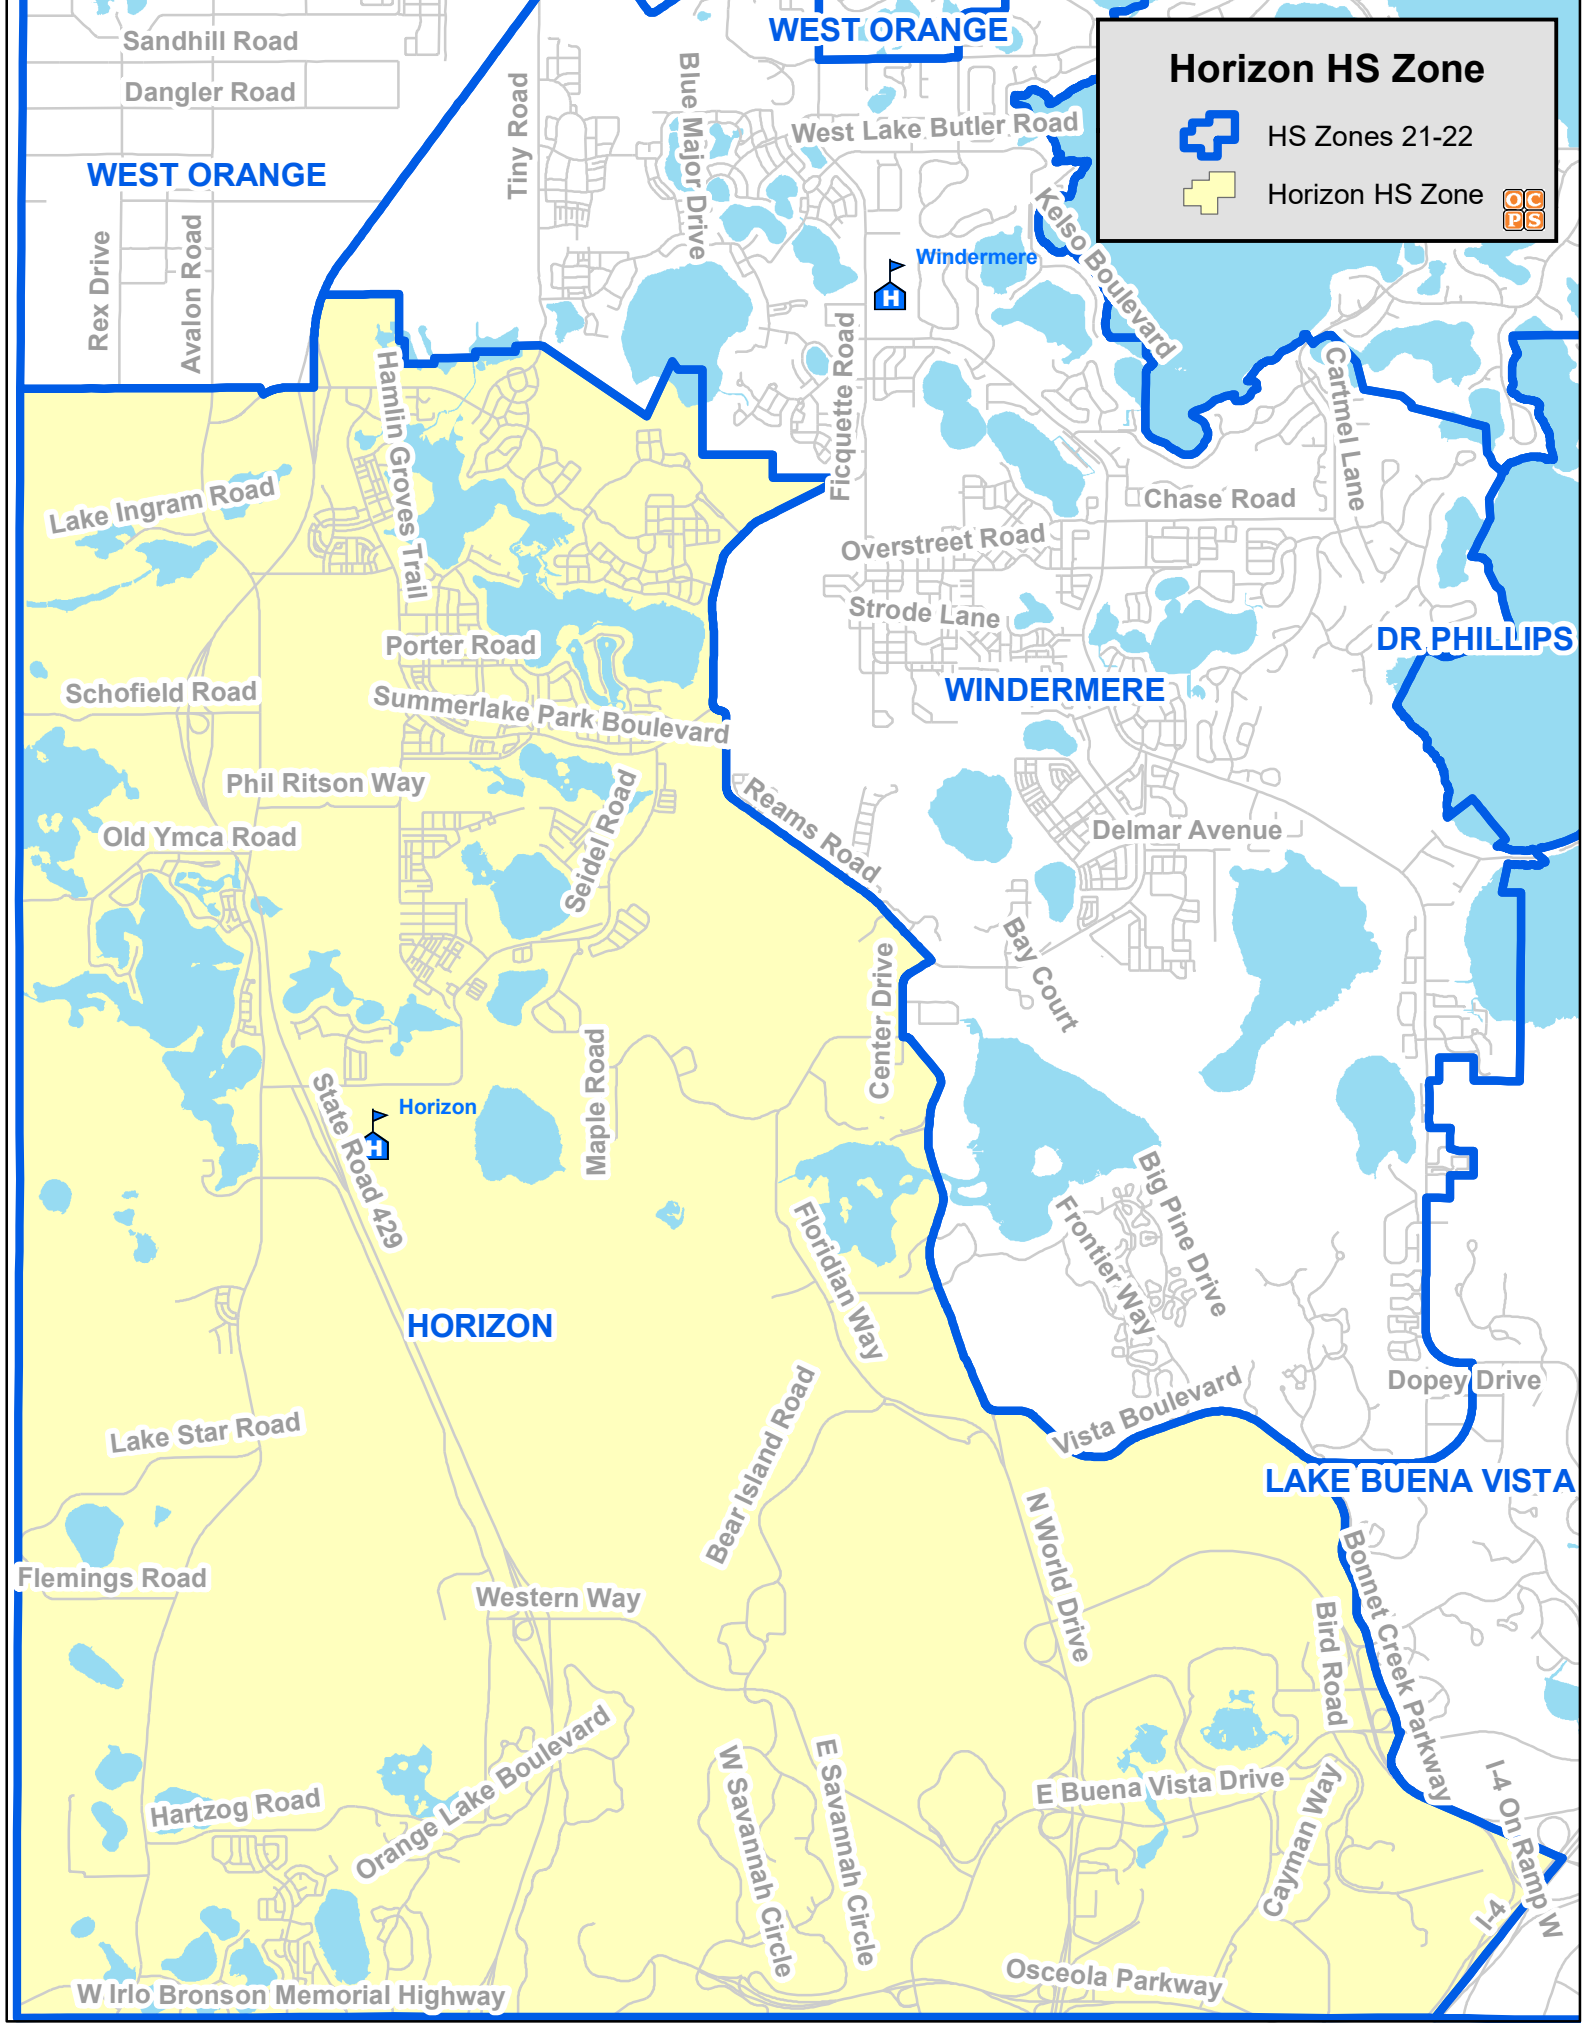 WEST ORANGE
Sandhill Road
Dangler Road
Tiny Road
Blue Major Drive
West Lake Butler Road
Horizon HS Zone
HS Zones 21-22
Horizon HS Zone
OC
PS
WEST ORANGE
Rex Drive
Avalon Road
Kelso Boulevard
Windermere
H
Hamlin Groves Trail
Ficquette Road
Cartmel Lane
Lake Ingram Road
Chase Road
Overstreet Road
Strode Lane
Porter Road
DR PHILLIPS
Schofield Road
WINDERMERE
Summerlake Park Boulevard
Phil Ritson Way
Seidel Road
Reams Road
Old Ymca Road
Delmar Avenue
Bay Court
Center Drive
Maple Road
State Road 429
Horizon
H
Big Pine Drive
Frontier Way
Floridian Way
HORIZON
Dopey Drive
Vista Boulevard
Bear Island Road
Lake Star Road
LAKE BUENA VISTA
N World Drive
Bonnet Creek Parkway
Flemings Road
Western Way
Bird Road
Orange Lake Boulevard
W Savannah Circle
E Savannah Circle
E Buena Vista Drive
Cayman Way
I-4 On Ramp W
I-4
Hartzog Road
Osceola Parkway
W Irlo Bronson Memorial Highway